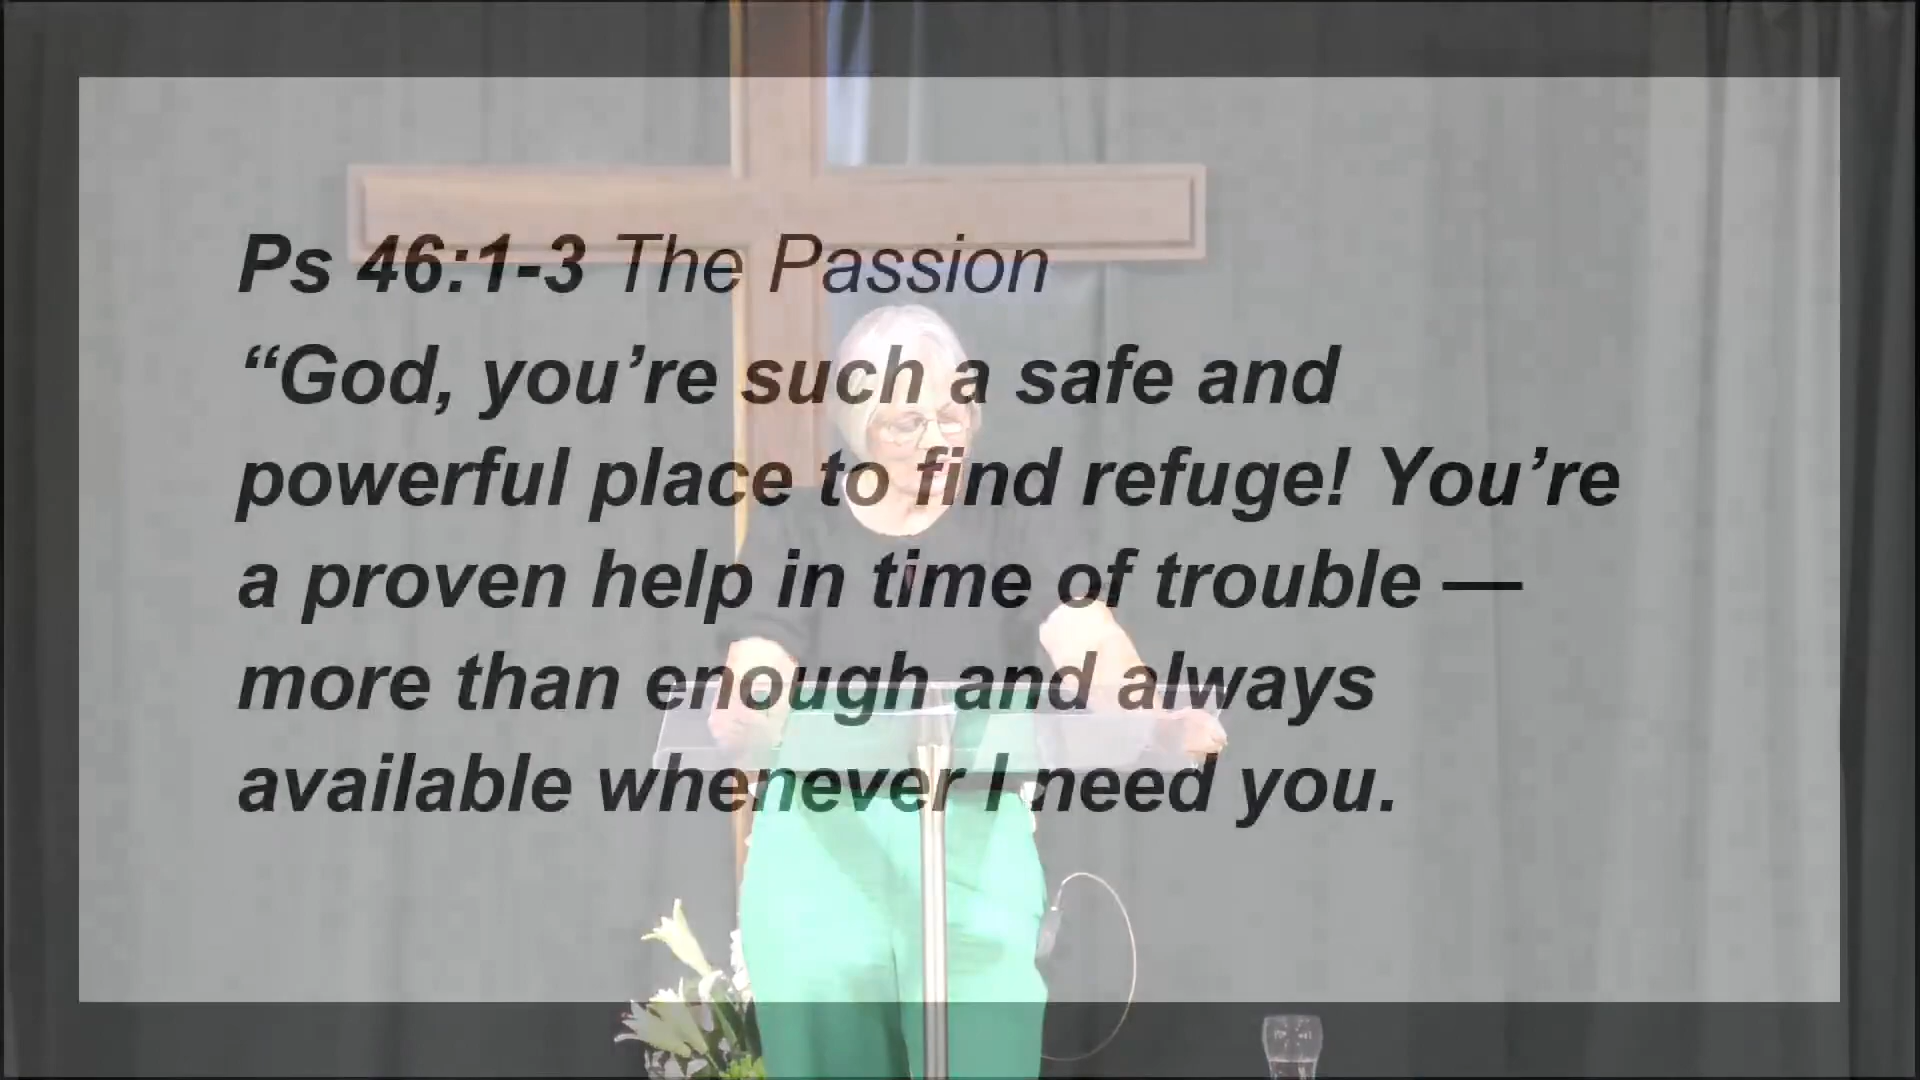 Ps 46:1-3 The Passion
“God, you’re such a safe and
powerful place to find refuge! You’re
a proven help in time of trouble —
more than enough and always
available whenever I need you.